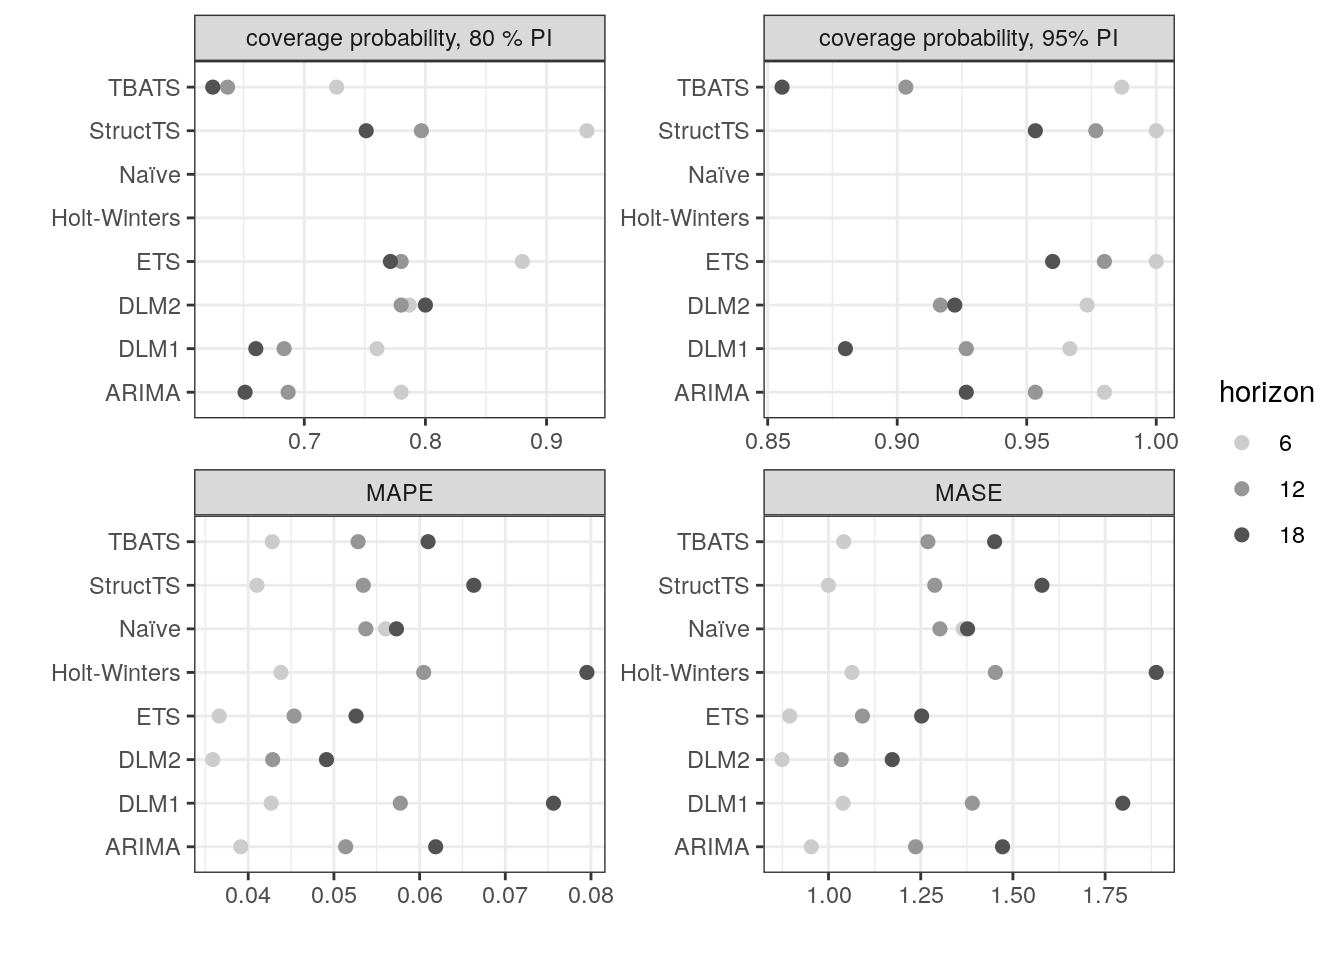 coverage probability, 80 % PI
TBATS
StructTS
Naïve
Holt-Winters
ETS
DLM2
DLM1
ARIMA
0.7 0.8 0.9
coverage probability, 95% PI
TBATS
StructTS
Naïve
Holt-Winters
ETS
DLM2
DLM1
ARIMA
0.85 0.90 0.95 1.00
MAPE
TBATS
StructTS
Naïve
Holt-Winters
ETS
DLM2
DLM1
ARIMA
0.04 0.05 0.06 0.07 0.08
MASE
TBATS
StructTS
Naïve
Holt-Winters
ETS
DLM2
DLM1
ARIMA
1.00 1.25 1.50 1.75
horizon
6
12
18